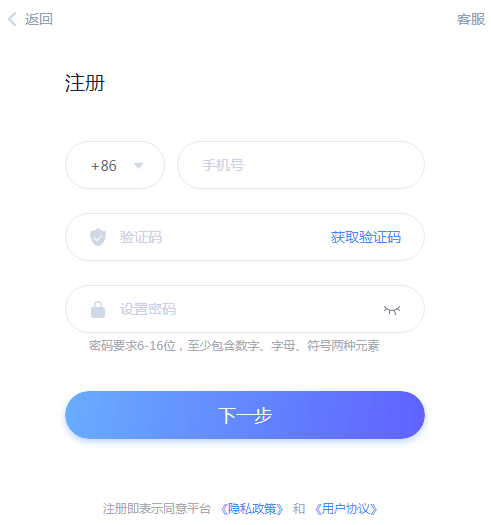 返回 客服
注册
+86 手机号
验证码 获取验证码
设置密码
密码要求6-16位，至少包含数字、字母、符号两种元素
下一步
注册即表示同意平台 《隐私政策》 和 《用户协议》